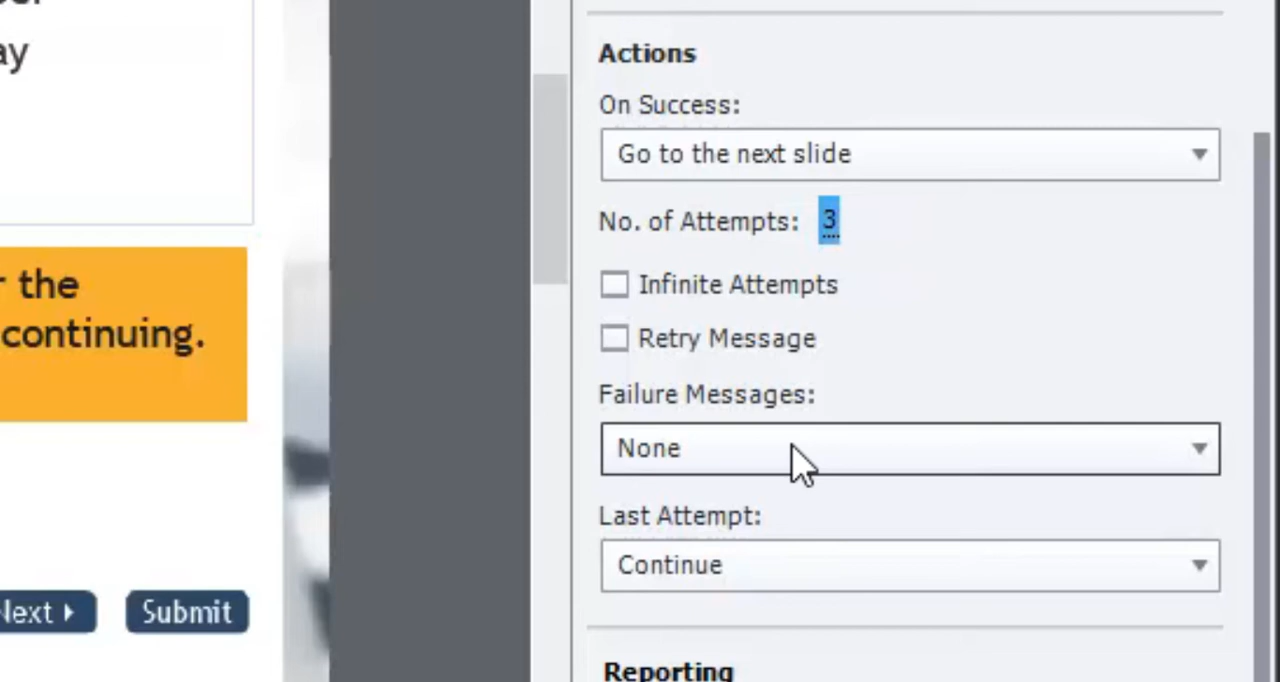 ay
Actions
On Success:
Go to the next slide
No. of Attempts: 3
r the
Infinite Attempts
continuing.
Retry Message
Failure Messages:
None
Last Attempt:
Continue
Next
Submit
Reporting